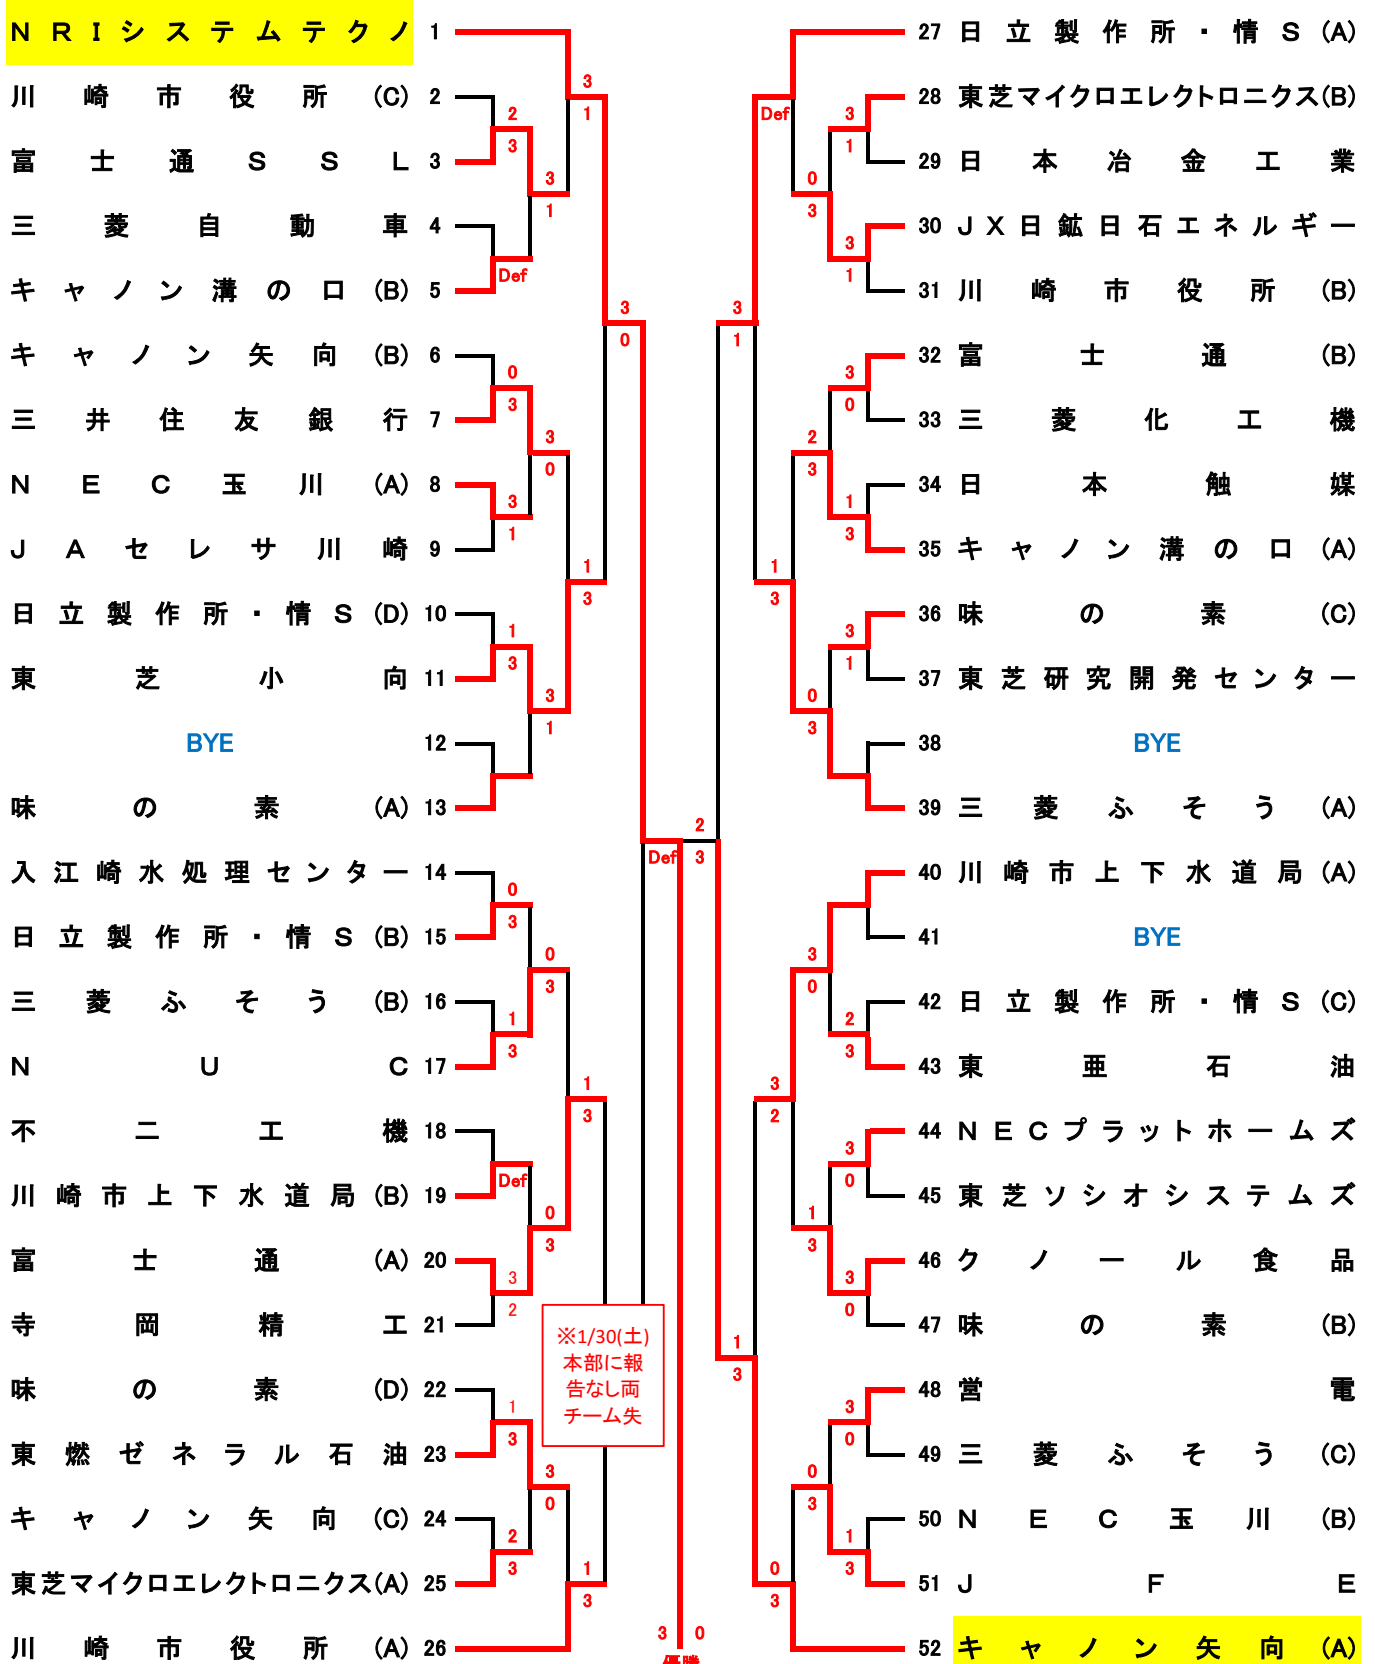 NRIシステムテクノ 1
川崎市役所(C) 2
富士通SSL 3
三菱自動車 4
キャノン溝の口(B) 5
キャノン矢向(B) 6
三井住友銀行 7
NEC玉川(A) 8
JAセレサ川崎 9
日立製作所・情S(D) 10
東芝小向 11
BYE 12
味の素(A) 13
入江崎水処理センター 14
日立製作所・情S(B) 15
三菱ふそう(B) 16
NUC 17
不二工機 18
川崎市上下水道局(B) 19
富士通(A) 20
寺岡精工 21
味の素(D) 22
東燃ゼネラル石油 23
キャノン矢向(C) 24
東芝マイクロエレクトロニクス(A) 25
川崎市役所(A) 26
2
3
Def
0
3
3
1
1
3
0
3
1
3
Def
3
2
1
3
2
3
3
1
3
0
3
1
0
3
0
3
3
0
3
1
1
3
1
3
1
3
3
0
※1/30(土)
本部に報
告なし両
チーム失
Def
2
3
3 0
優勝
3
1
1
3
Def
1
3
3
2
0
3
0
3
2
3
0
3
3
0
1
3
0
3
3
1
3
1
3
0
1
3
3
1
2
3
3
0
3
0
3
0
1
3
27 日立製作所・情S(A)
28 東芝マイクロエレクトロニクス(B)
29 日本冶金工業
30 JX日鉱日石エネルギー
31 川崎市役所(B)
32 富士通(B)
33 三菱化工機
34 日本触媒
35 キャノン溝の口(A)
36 味の素(C)
37 東芝研究開発センター
38 BYE
39 三菱ふそう(A)
40 川崎市上下水道局(A)
41 BYE
42 日立製作所・情S(C)
43 東亜石油
44 NECプラットホームズ
45 東芝ソシオシステムズ
46 クノール食品
47 味の素(B)
48 営電
49 三菱ふそう(C)
50 NEC玉川(B)
51 JFE
52 キャノン矢向(A)